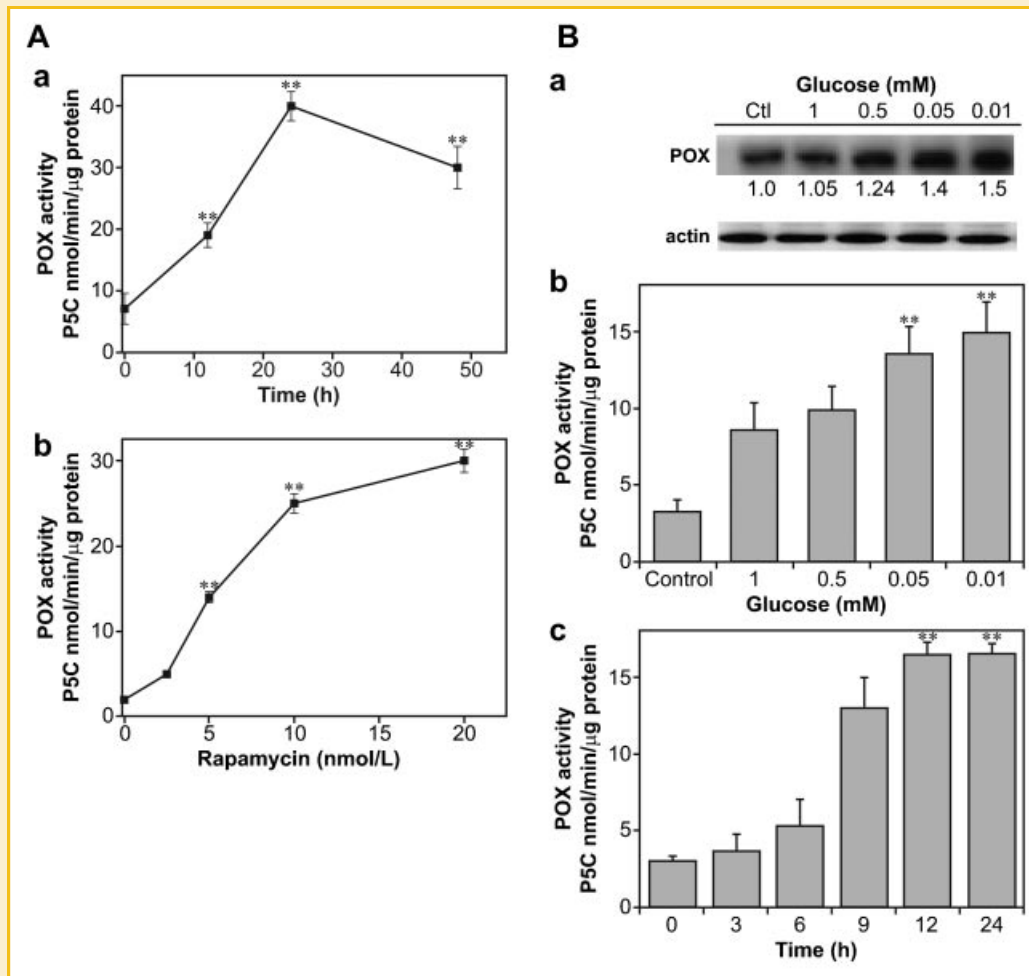 A
a
POX activity
P5C nmol/min/μg protein
40
30
20
10
0
**
**
**
0 10 20 30 40 50
Time (h)
b
POX activity
P5C nmol/min/μg protein
30
20
10
0
**
**
**
0 5 10 15 20
Rapamycin (nmol/L)
B
a
Glucose (mM)
Ctl 1 0.5 0.05 0.01
POX
1.0 1.05 1.24 1.4 1.5
actin
b
POX activity
P5C nmol/min/μg protein
15
10
5
0
**
**
Control 1 0.5 0.05 0.01
Glucose (mM)
c
POX activity
P5C nmol/min/μg protein
15
10
5
0
** **
0 3 6 9 12 24
Time (h)